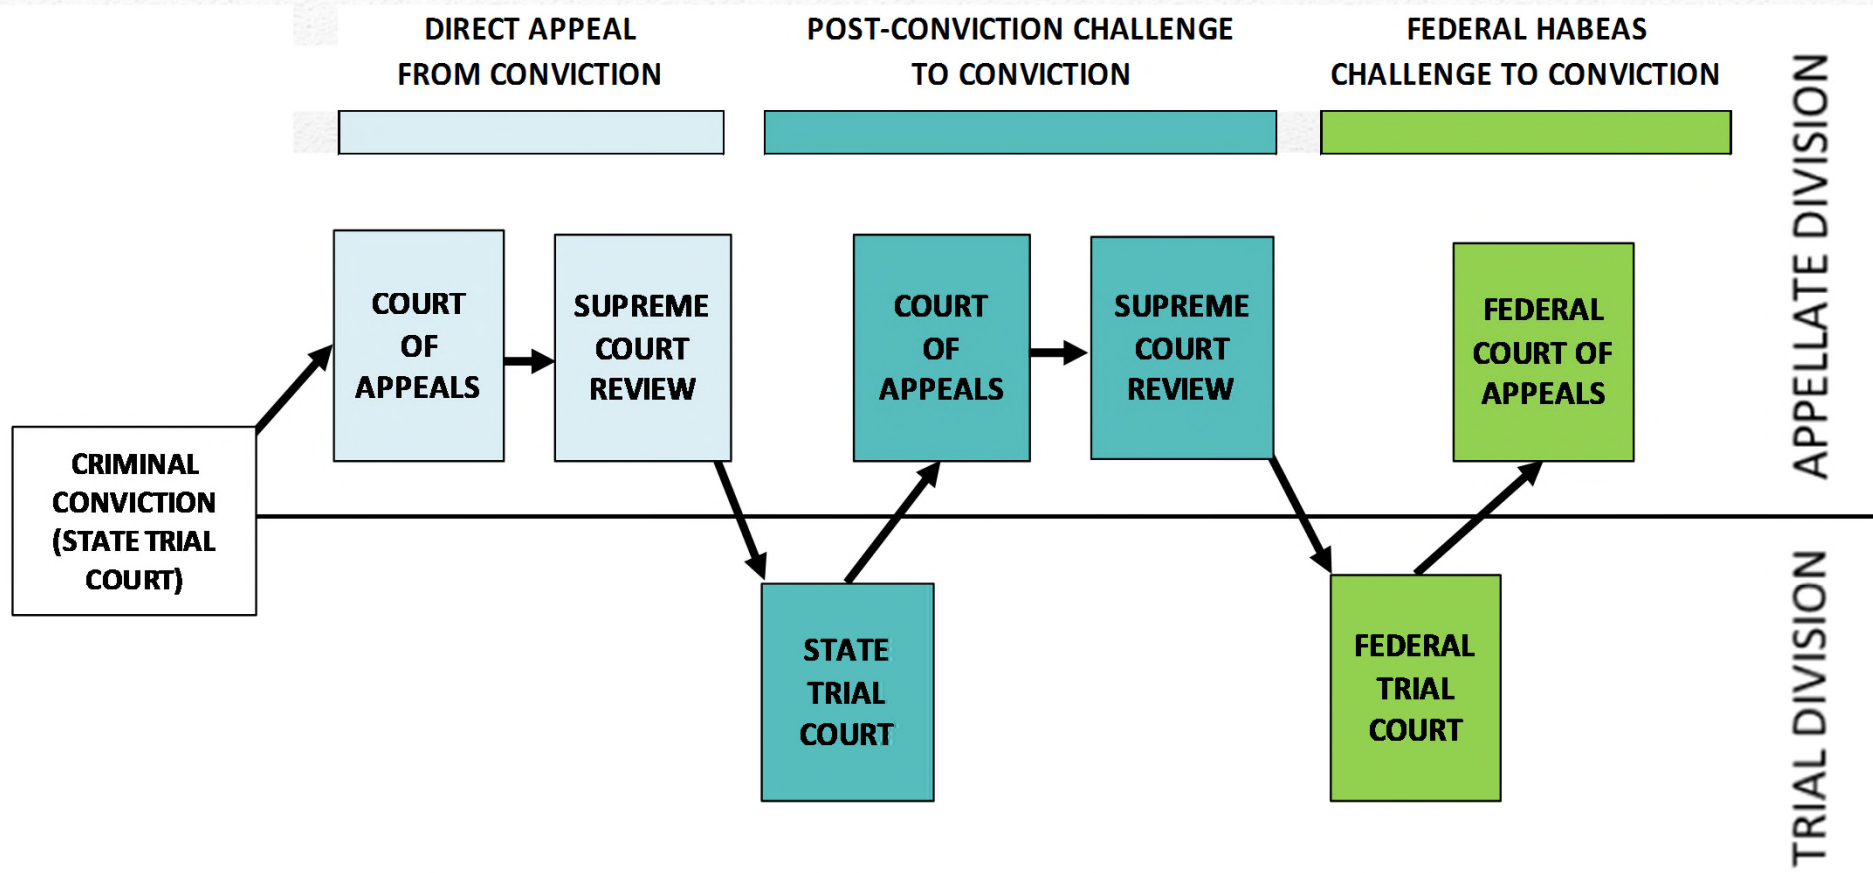 DIRECT APPEAL
FROM CONVICTION
POST-CONVICTION CHALLENGE
TO CONVICTION
FEDERAL HABEAS
CHALLENGE TO CONVICTION
APPELLATE DIVISION
CRIMINAL
CONVICTION
(STATE TRIAL
COURT)
COURT
OF
APPEALS
SUPREME
COURT
REVIEW
STATE
TRIAL
COURT
COURT
OF
APPEALS
SUPREME
COURT
REVIEW
FEDERAL
TRIAL
COURT
FEDERAL
COURT OF
APPEALS
TRIAL DIVISION